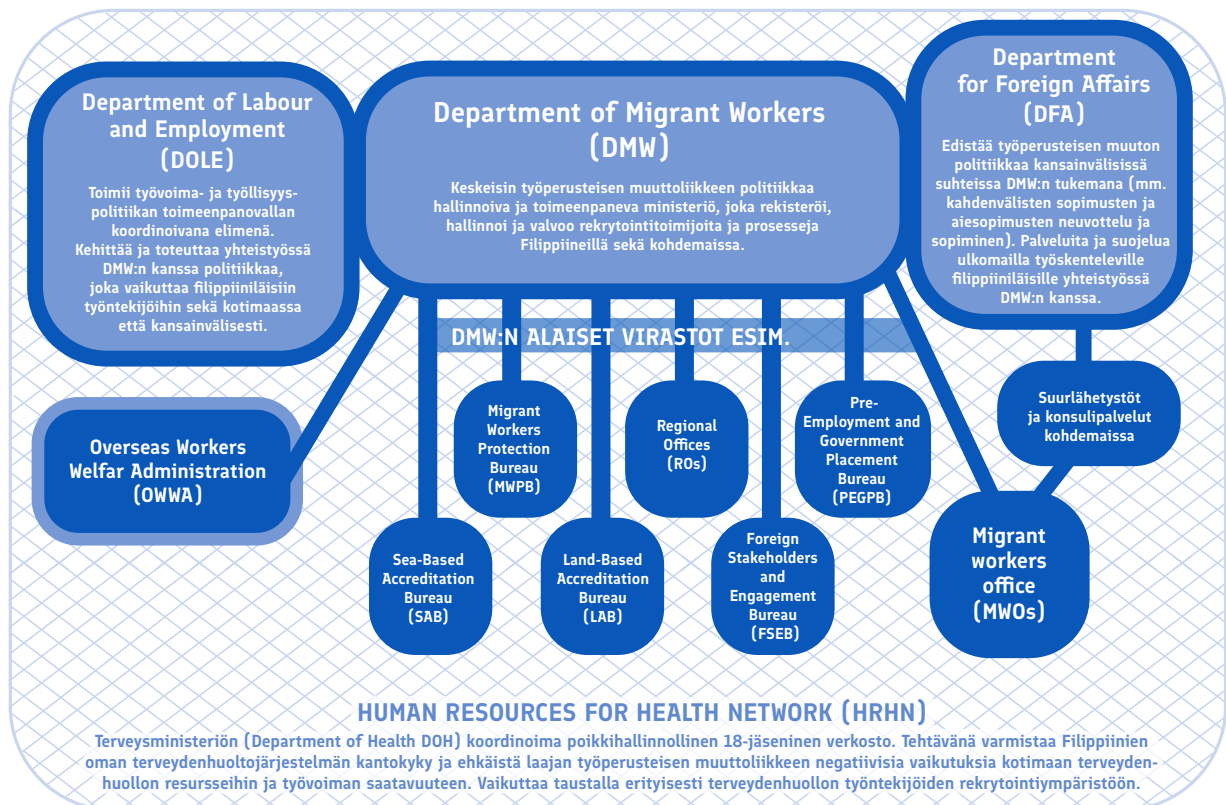 Department of Labour
and Employment
(DOLE)
Toimii työvoima- ja työllisyys-
politiikan toimeenpanovallan
koordinoivana elimenä.
Kehittää ja toteuttaa yhteistyössä
DMW:n kanssa politiikkaa,
joka vaikuttaa filippiiniläisiin
työntekijöihin sekä kotimaassa
että kansainvälisesti.
Department of Migrant Workers
(DMW)
Keskeisin työperusteisen muuttoliikkeen politiikkaa
hallinnoiva ja toimeenpaneva ministeriö, joka rekisteröi,
hallinnoi ja valvoo rekrytointitoimijoita ja prosesseja
Filippiineillä sekä kohdemaissa.
Department
for Foreign Affairs
(DFA)
Edistää työperusteisen muuton
politiikkaa kansainvälisissä
suhteissa DMW:n tukemana (mm.
kahdenvälisten sopimusten ja
aiesopimusten neuvottelu ja
sopiminen). Palveluita ja suojelua
ulkomailla työskenteleville
filippiiniläisille yhteistyössä
DMW:n kanssa.
DMW:N ALAISET VIRASTOT ESIM.
Overseas Workers
Welfar Administration
(OWWA)
Migrant
Workers
Protection
Bureau
(MWPB)
Regional
Offices
(ROs)
Pre-
Employment and
Government
Placement
Bureau
(PEGPB)
Suurlähetystöt
ja konsulipalvelut
kohdemaissa
Sea-Based
Accreditation
Bureau
(SAB)
Land-Based
Accreditation
Bureau
(LAB)
Foreign
Stakeholders
and
Engagement
Bureau
(FSEB)
Migrant
workers
office
(MWOs)
HUMAN RESOURCES FOR HEALTH NETWORK (HRHN)
Terveysministeriön (Department of Health DOH) koordinoima poikkihallinnollinen 18-jäseninen verkosto. Tehtävänä varmistaa Filippiinien
oman terveydenhuoltojärjestelmän kantokyky ja ehkäistä laajan työperusteisen muuttoliikkeen negatiivisia vaikutuksia kotimaan terveyden-
huollon resursseihin ja työvoiman saatavuuteen. Vaikuttaa taustalla erityisesti terveydenhuollon työntekijöiden rekrytointiympäristöön.